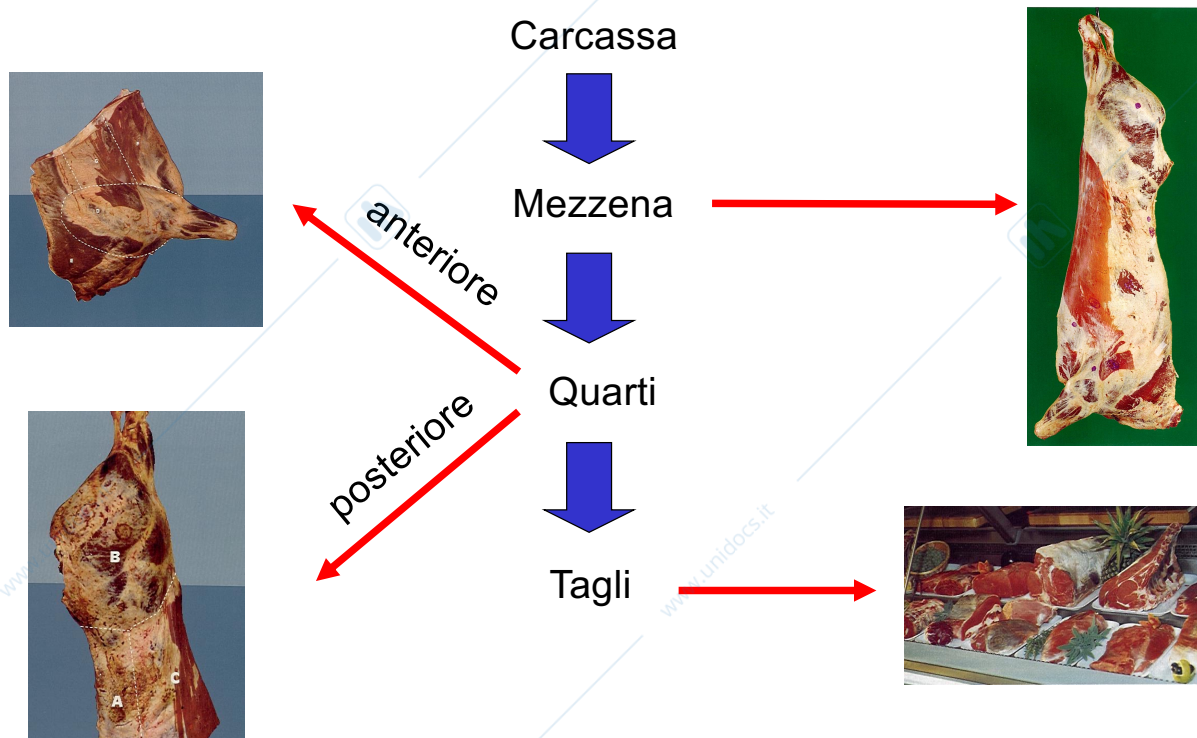 Carcassa
Mezzena
anteriore
Quarti
posteriore
Tagli
B
A
C
www.unidocs.it